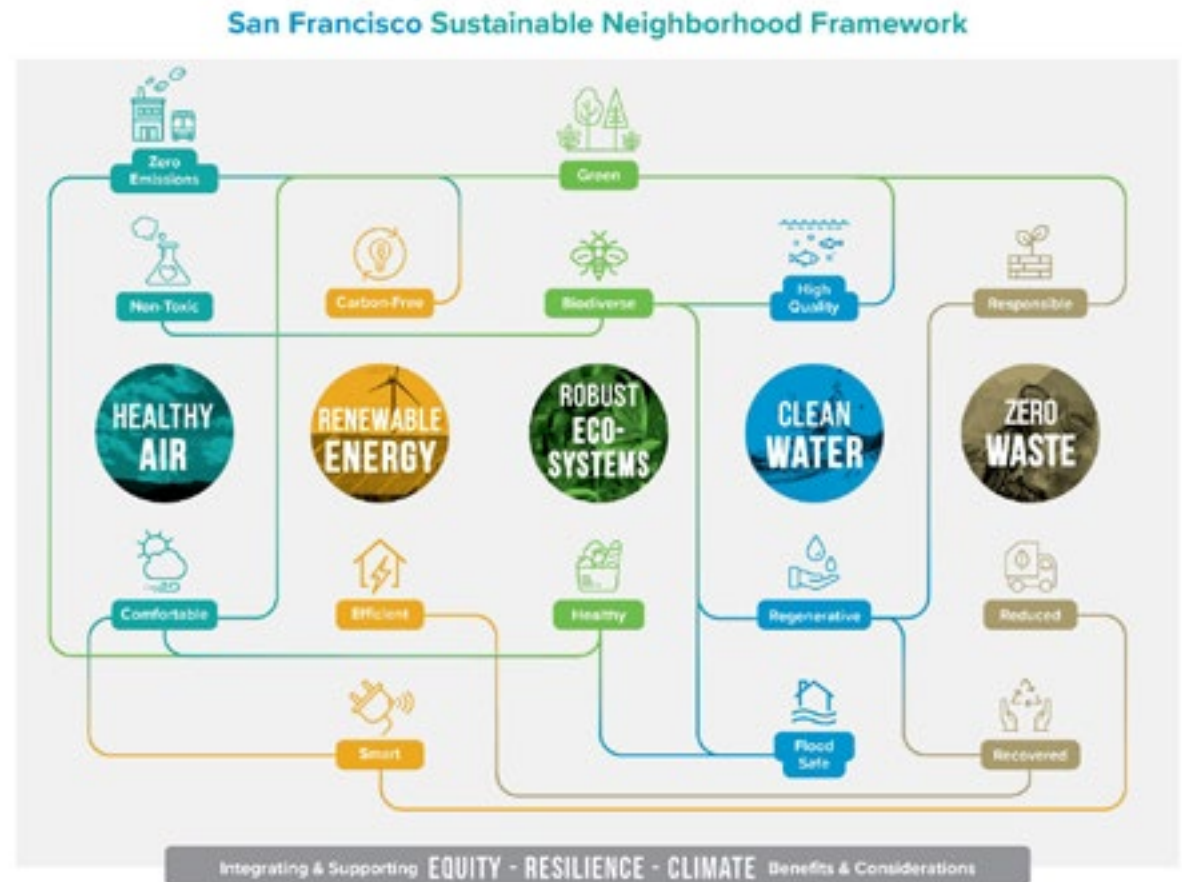 San Francisco Sustainable Neighborhood Framework
Zero
Emissions
Green
Non-Toxic
Carbon-Free
Biodiverse
High
Quality
Responsible
HEALTHY
AIR
RENEWABLE
ENERGY
ROBUST
ECO-
SYSTEMS
CLEAN
WATER
ZERO
WASTE
Comfortable
Efficient
Healthy
Regenerative
Reduced
Smart
Flood
Safe
Recovered
Integrating & Supporting EQUITY - RESILIENCE - CLIMATE Benefits & Considerations